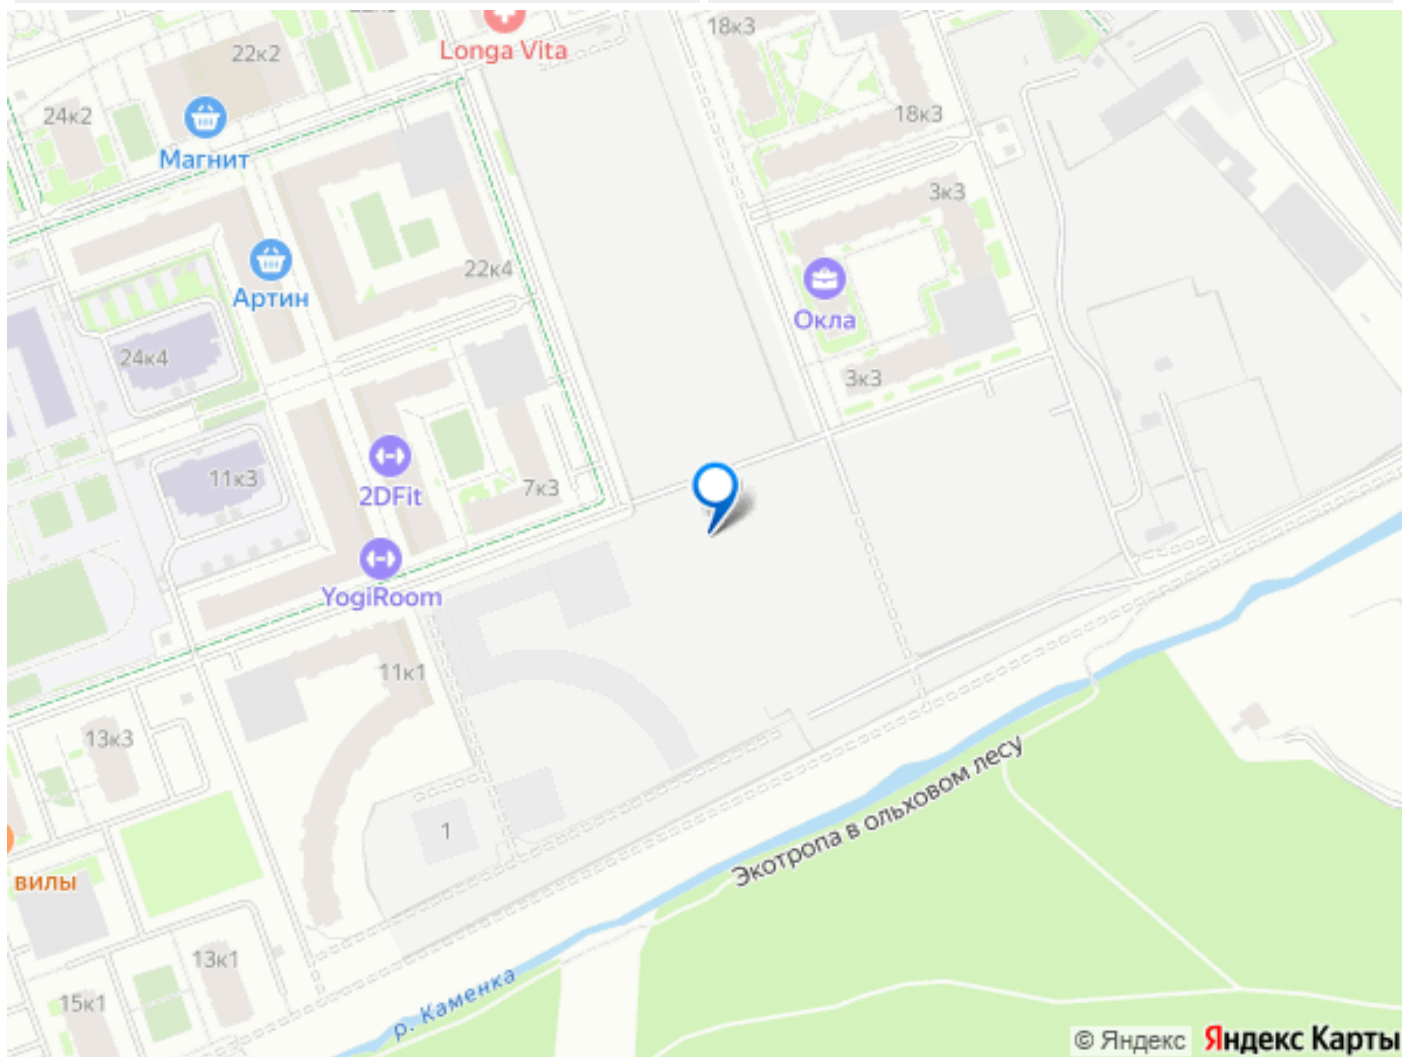 18к3
Longa Vita
22к2
24к2
18к3
Магнит
3к3
22к4
Артин
Окла
24к4
3к3
11к3
7к3
2DFit
YogiRoom
11к1
13к3
1
Экотропа в ольховом лесу
вилы
13к1
р. Каменка
15к1
© Яндекс Яндекс Карты